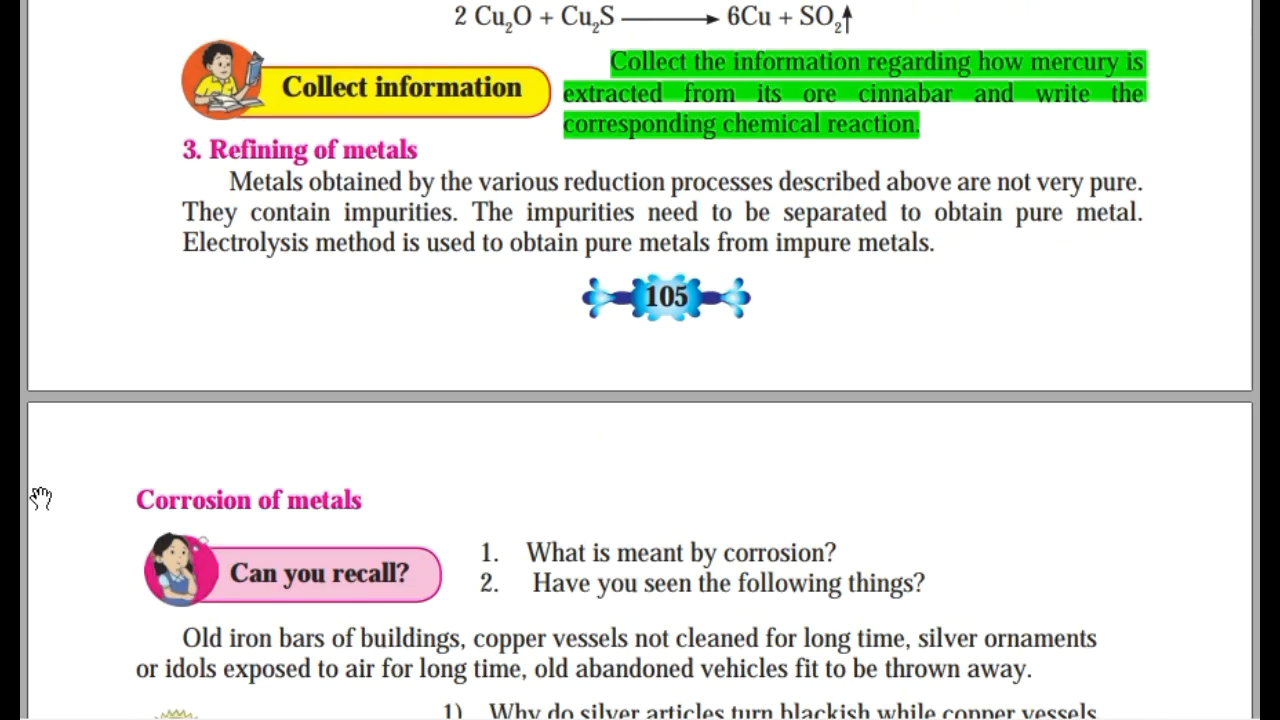 2 Cu₂O + Cu₂S ⟶ 6Cu + SO₂↑
Collect information
Collect the information regarding how mercury is
extracted from its ore cinnabar and write the
corresponding chemical reaction.
3. Refining of metals
Metals obtained by the various reduction processes described above are not very pure.
They contain impurities. The impurities need to be separated to obtain pure metal.
Electrolysis method is used to obtain pure metals from impure metals.
105
Corrosion of metals
Can you recall?
1. What is meant by corrosion?
2. Have you seen the following things?
Old iron bars of buildings, copper vessels not cleaned for long time, silver ornaments
or idols exposed to air for long time, old abandoned vehicles fit to be thrown away.
1) Why do silver articles turn blackish while copper vessels